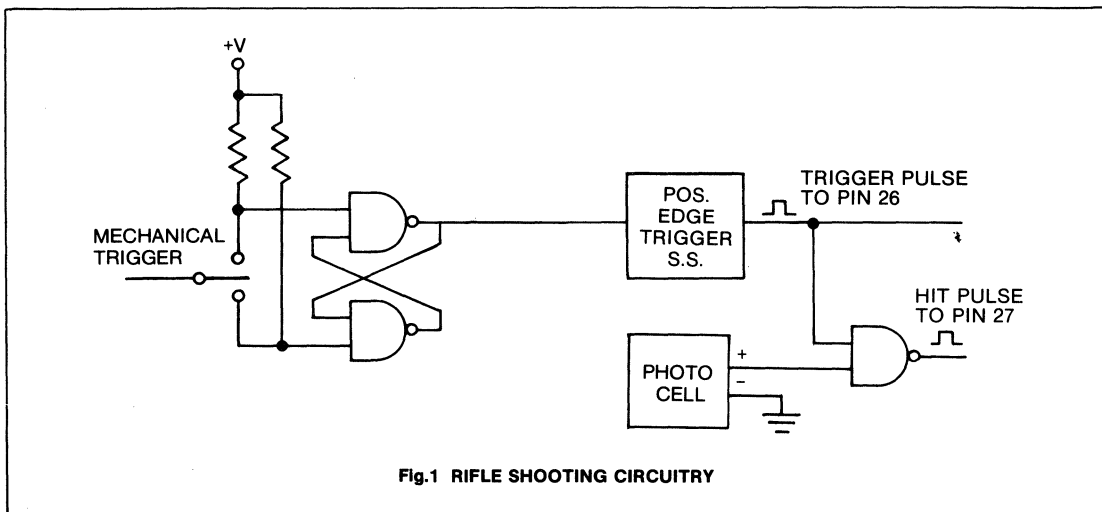 +V
MECHANICAL
TRIGGER
POS.
EDGE
TRIGGER
S.S.
TRIGGER PULSE
TO PIN 26
HIT PULSE
TO PIN 27
PHOTO
CELL
+
−
Fig.1 RIFLE SHOOTING CIRCUITRY